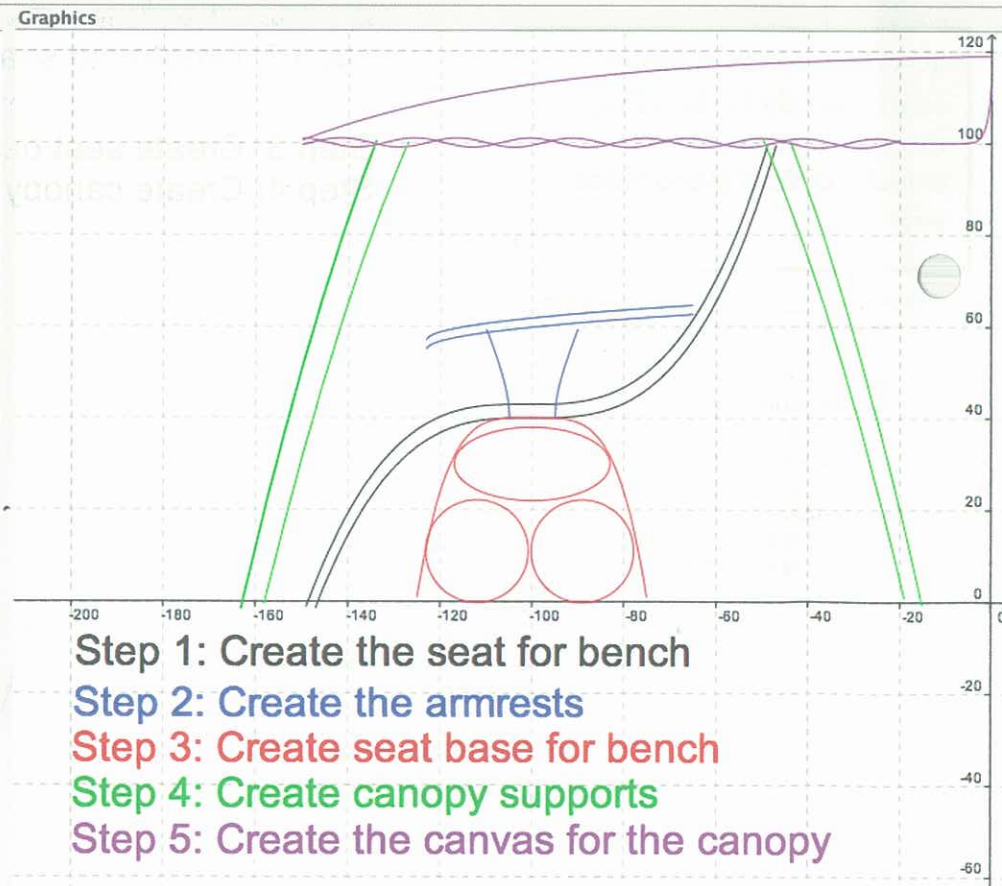 Graphics
120
100
80
60
40
20
0
-200 -180 -160 -140 -120 -100 -80 -60 -40 -20 0
Step 1: Create the seat for bench
Step 2: Create the armrests
Step 3: Create seat base for bench
Step 4: Create canopy supports
Step 5: Create the canvas for the canopy
-20
-40
-60